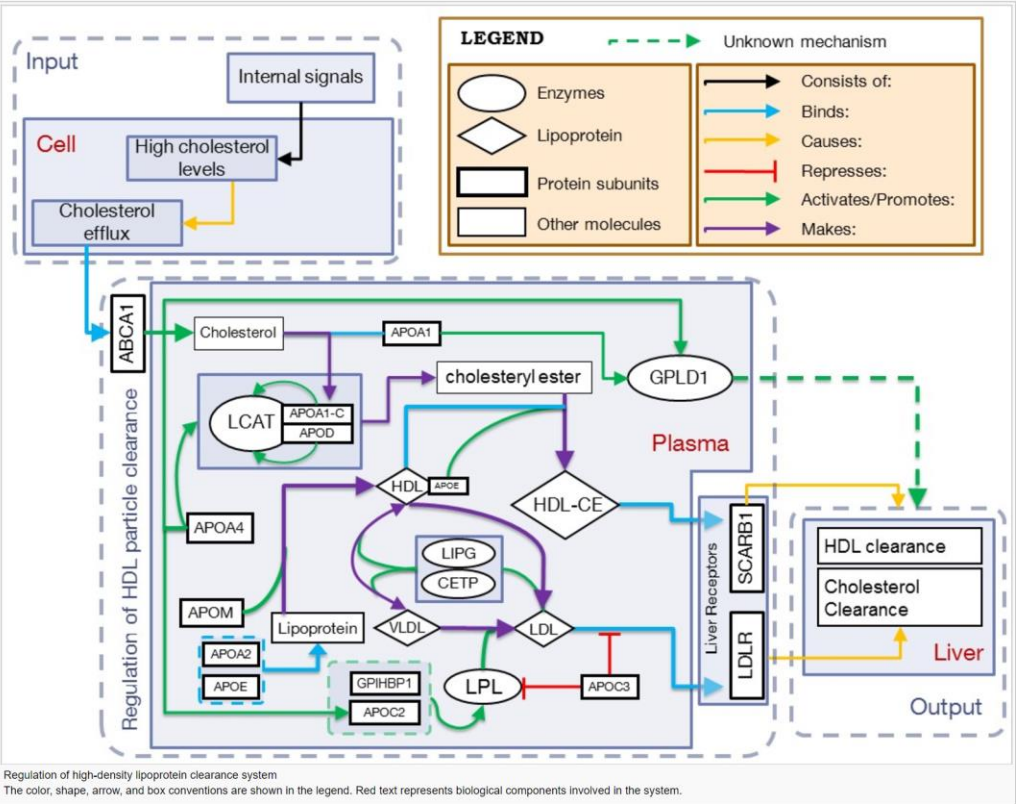 Input
Internal signals
Cell
High cholesterol
levels
Cholesterol
efflux
LEGEND
Unknown mechanism
Enzymes
Lipoprotein
Protein subunits
Other molecules
Consists of:
Binds:
Causes:
Represses:
Activates/Promotes:
Makes:
Regulation of HDL particle clearance
ABCA1
Cholesterol
APOA1
cholesteryl ester
GPLD1
LCAT
APOA1-C
APOD
Plasma
HDL
APOE
HDL-CE
APOA4
LIPG
CETP
APOM
Lipoprotein
VLDL
LDL
APOA2
APOE
GPIHBP1
APOC2
LPL
APOC3
Liver Receptors
SCARB1
LDLR
HDL clearance
Cholesterol
Clearance
Liver
Output
Regulation of high-density lipoprotein clearance system
The color, shape, arrow, and box conventions are shown in the legend. Red text represents biological components involved in the system.